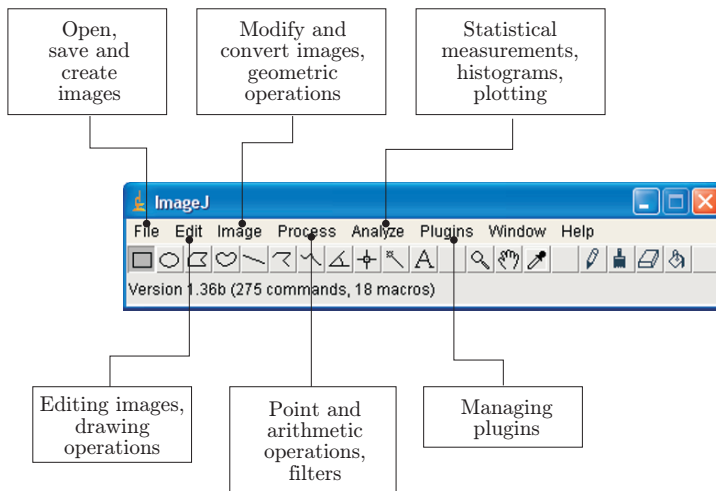 Open,
save and
create
images
Modify and
convert images,
geometric
operations
Statistical
measurements,
histograms,
plotting
ImageJ
File Edit Image Process Analyze Plugins Window Help
A
Version 1.36b (275 commands, 18 macros)
Editing images,
drawing
operations
Point and
arithmetic
operations,
filters
Managing
plugins